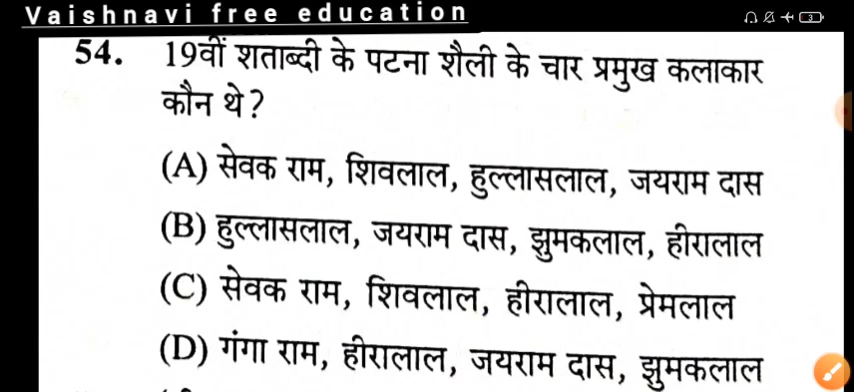 Vaishnavi free education
3
54. 19वीं शताब्दी के पटना शैली के चार प्रमुख कलाकार
कौन थे?
(A) सेवक राम, शिवलाल, हुल्लासलाल, जयराम दास
(B) हुल्लासलाल, जयराम दास, झुमकलाल, हीरालाल
(C) सेवक राम, शिवलाल, हीरालाल, प्रेमलाल
(D) गंगा राम, हीरालाल, जयराम दास, झुमकलाल